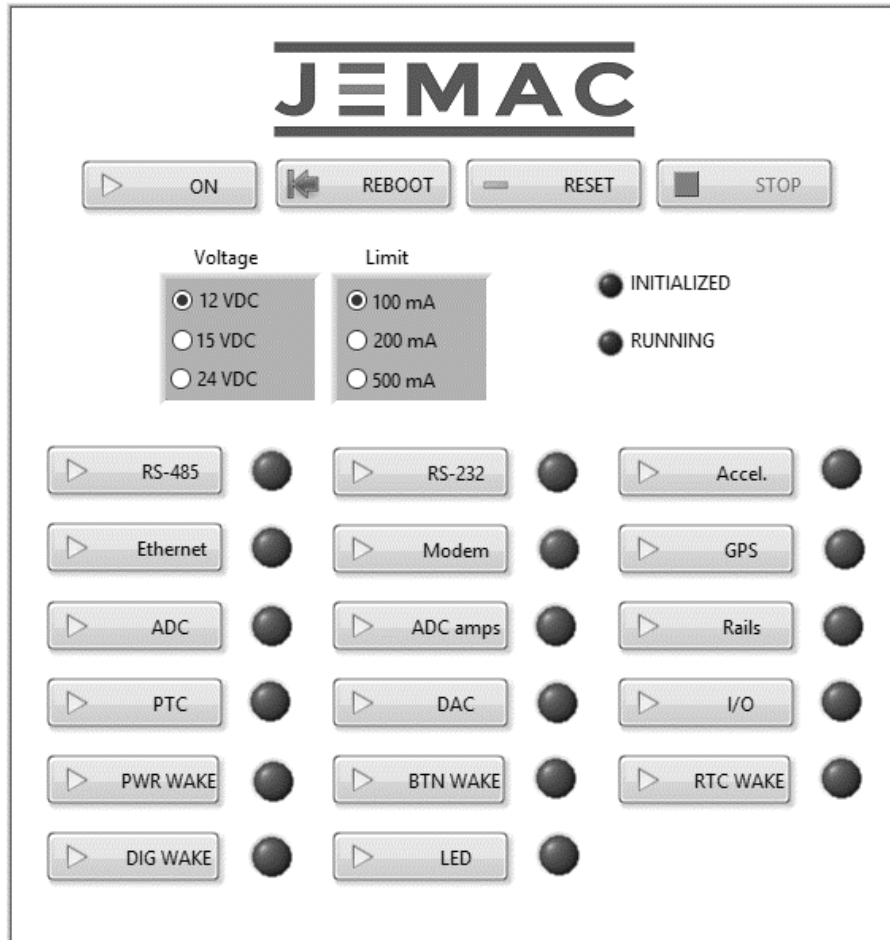 JEMAC
ON REBOOT RESET STOP
Voltage Limit
12 VDC 100 mA INITIALIZED
15 VDC 200 mA RUNNING
24 VDC 500 mA
RS-485 RS-232 Accel.
Ethernet Modem GPS
ADC ADC amps Rails
PTC DAC I/O
PWR WAKE BTN WAKE RTC WAKE
DIG WAKE LED